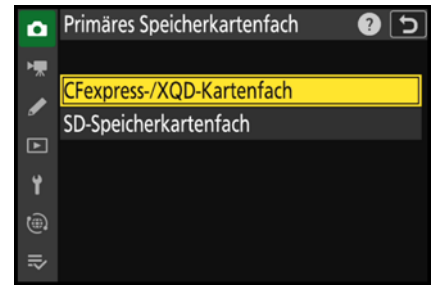 Primäres Speicherkartenfach ?
CFexpress-/XQD-Kartenfach
SD-Speicherkartenfach